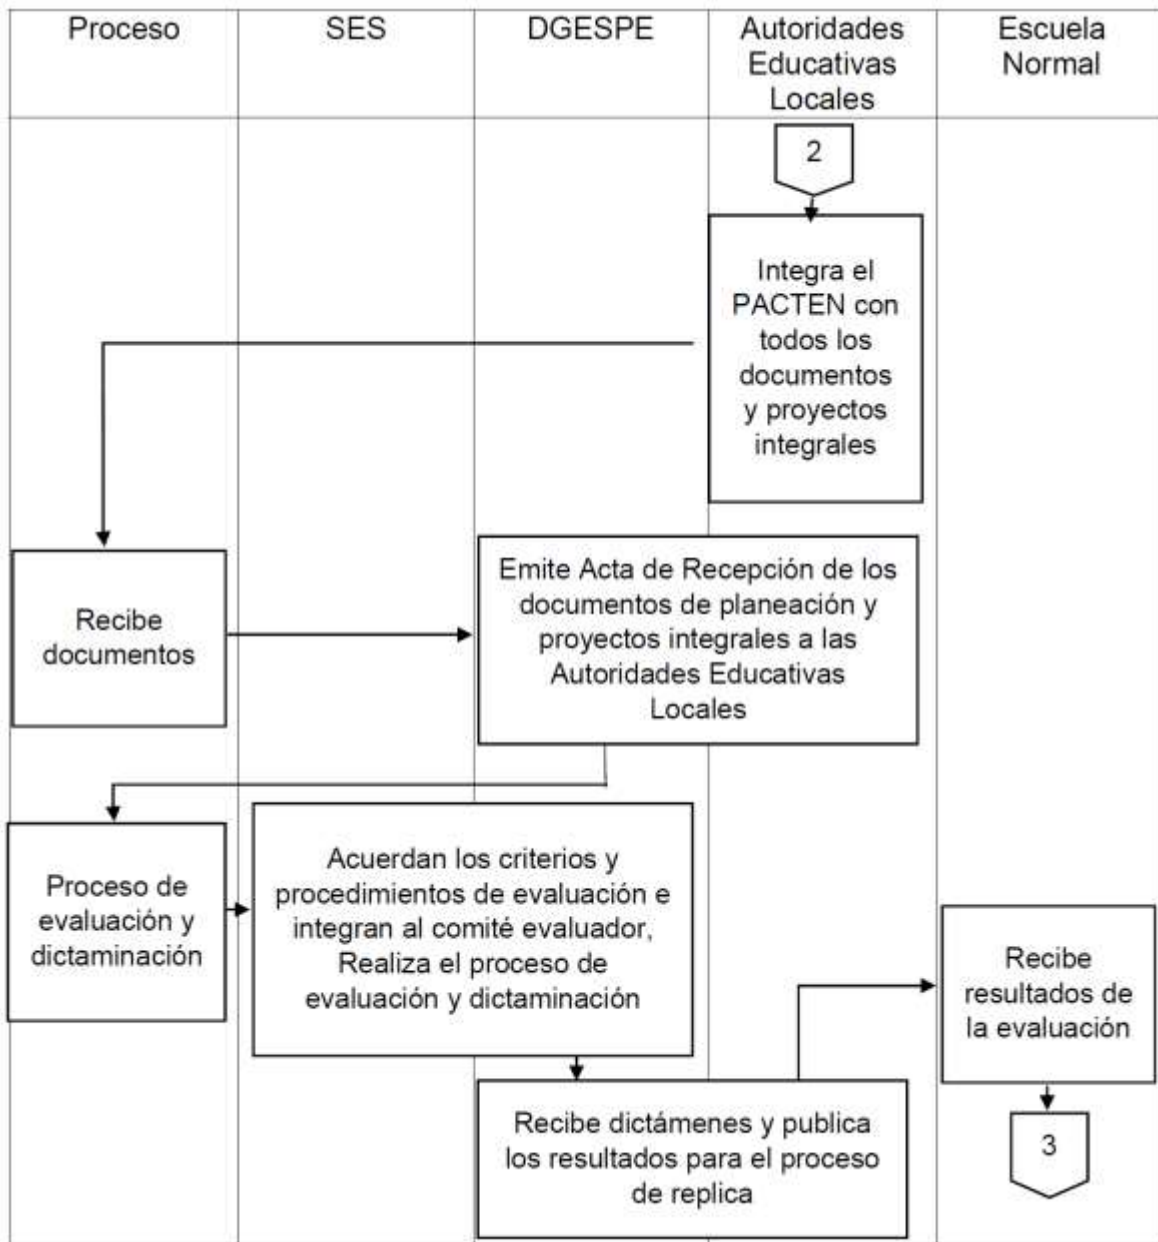 Proceso
SES
DGESPE
Autoridades
Educativas
Locales
Escuela
Normal
2
Integra el
PACTEN con
todos los
documentos
y proyectos
integrales
Recibe
documentos
Emite Acta de Recepción de los
documentos de planeación y
proyectos integrales a las
Autoridades Educativas
Locales
Proceso de
evaluación y
dictaminación
Acuerdan los criterios y
procedimientos de evaluación e
integran al comité evaluador,
Realiza el proceso de
evaluación y dictaminación
Recibe dictámenes y publica
los resultados para el proceso
de replica
Recibe
resultados de
la evaluación
3